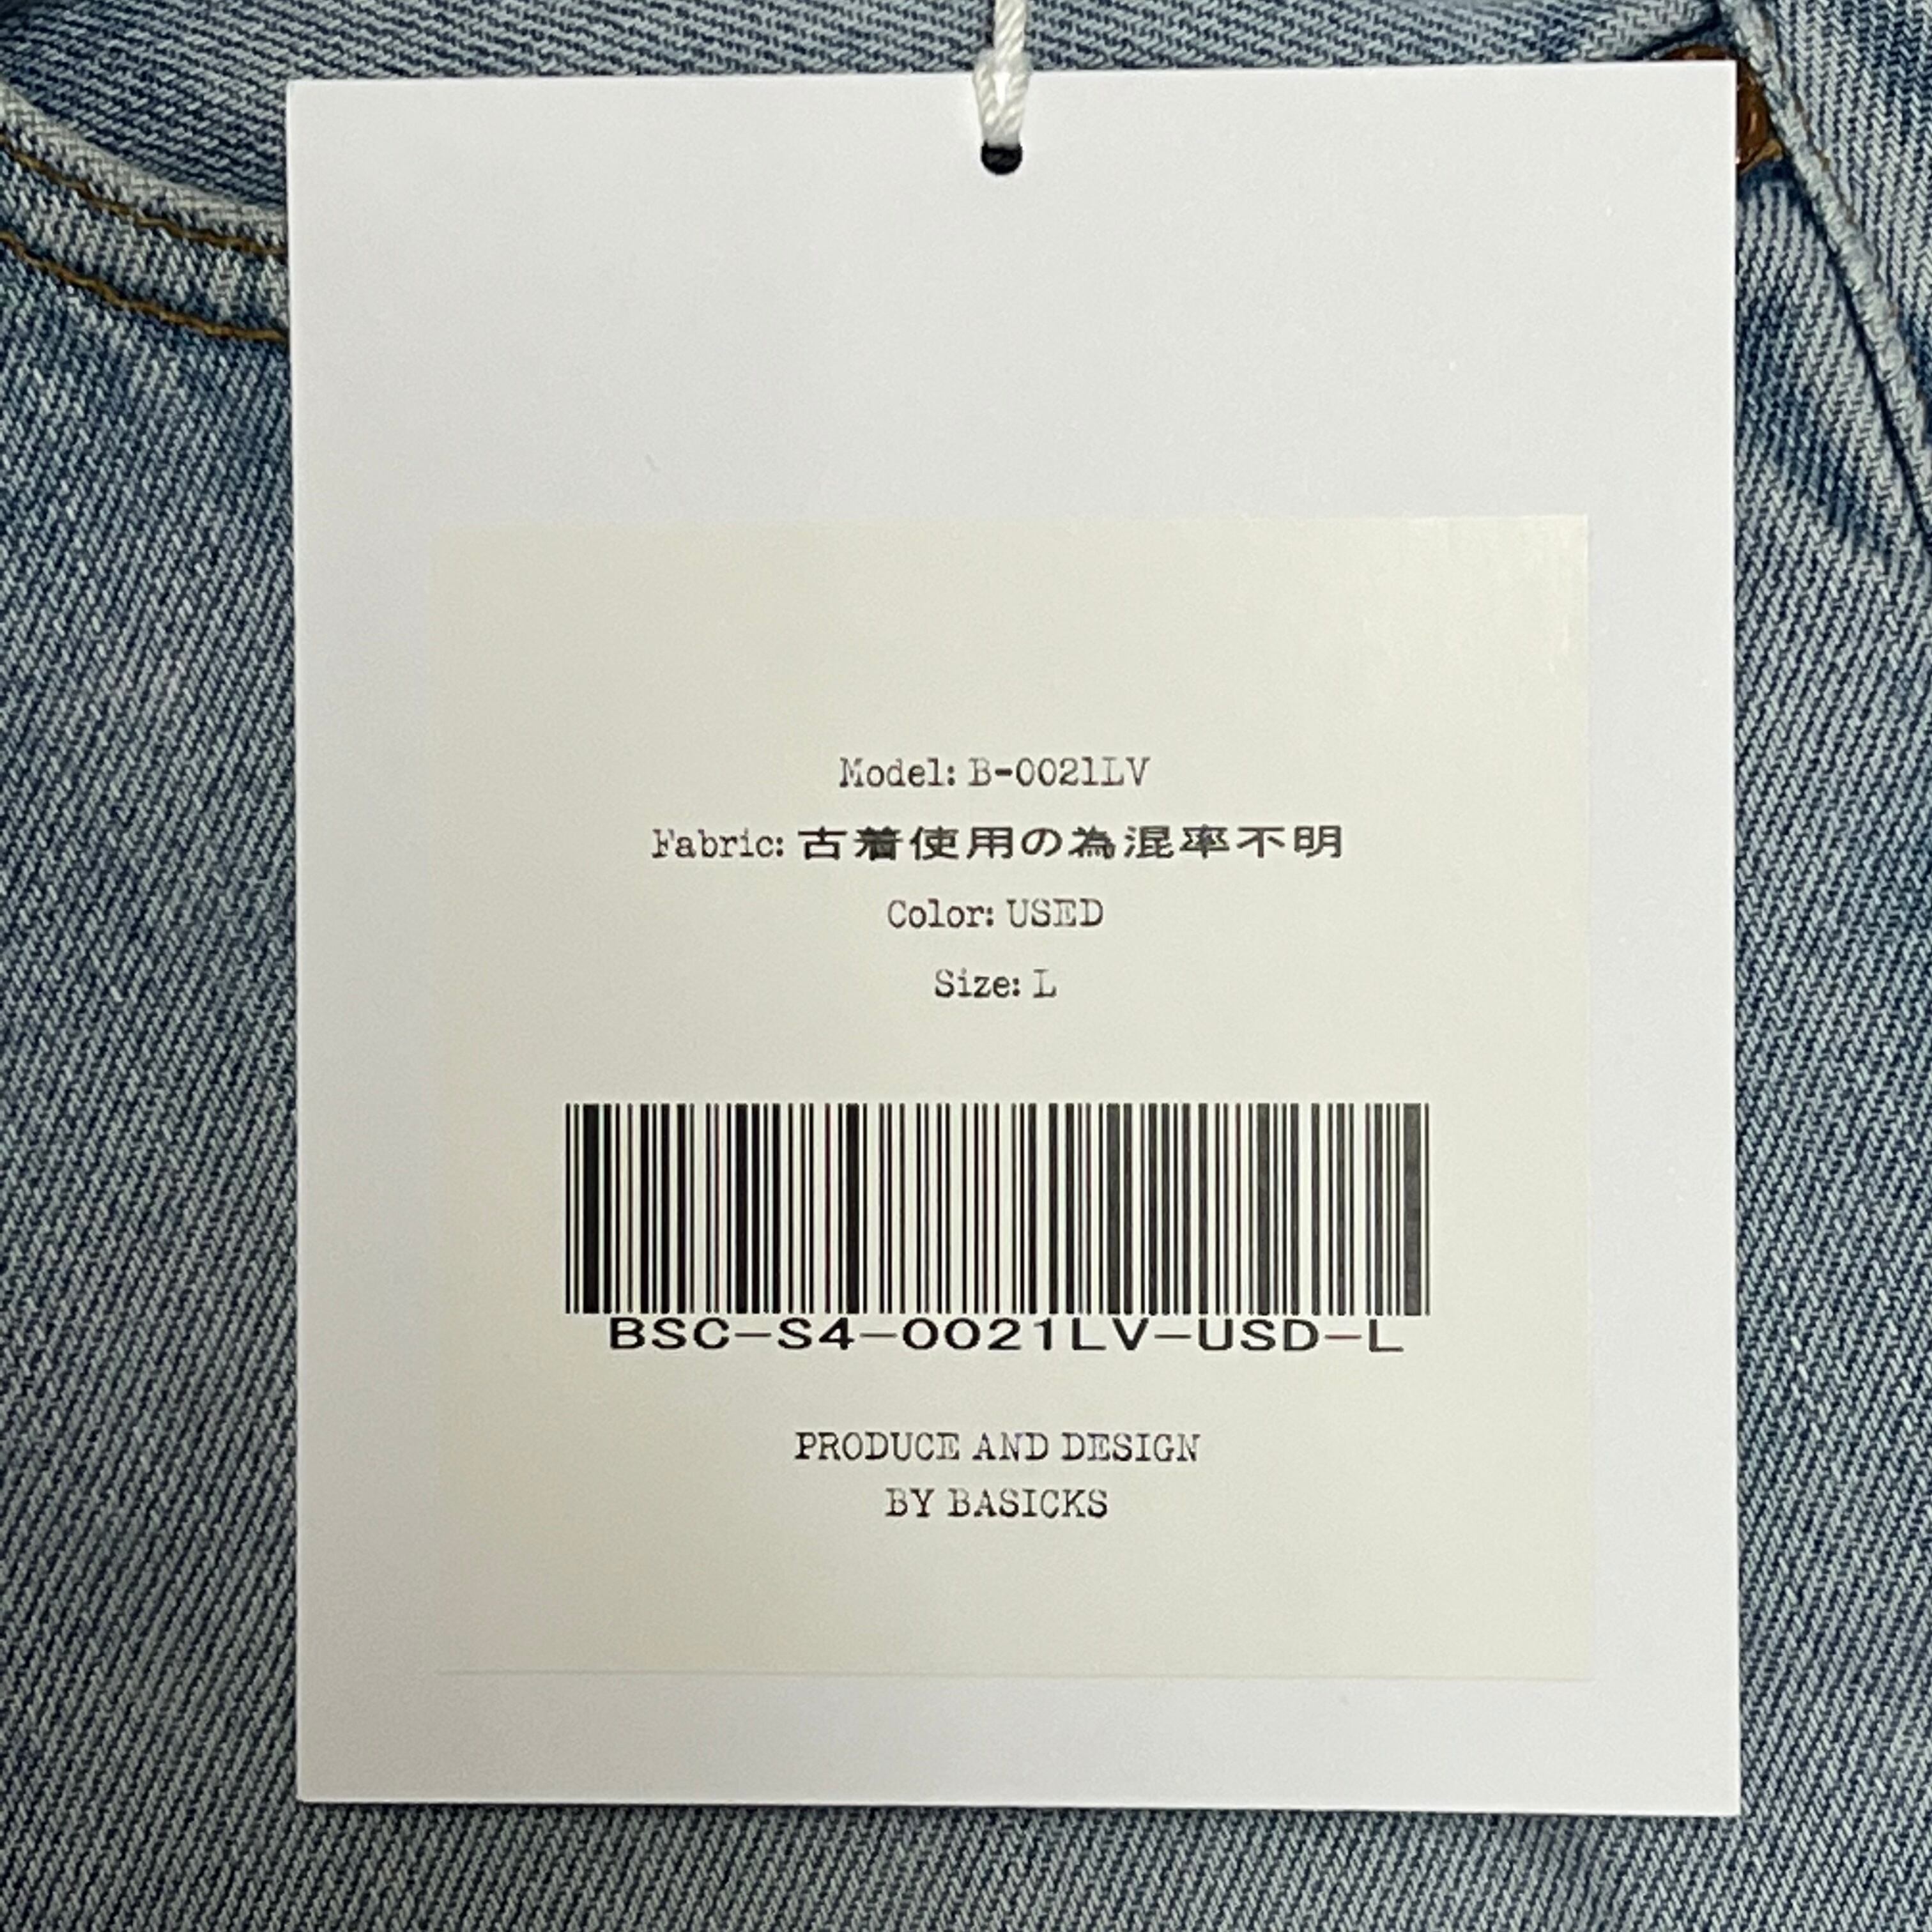 Model: B-0021LV
Fabric: 古着使用の為混率不明
Color: USED
Size: L
BSC-S4-0021LV-USD-L
PRODUCE AND DESIGN
BY BASICKS